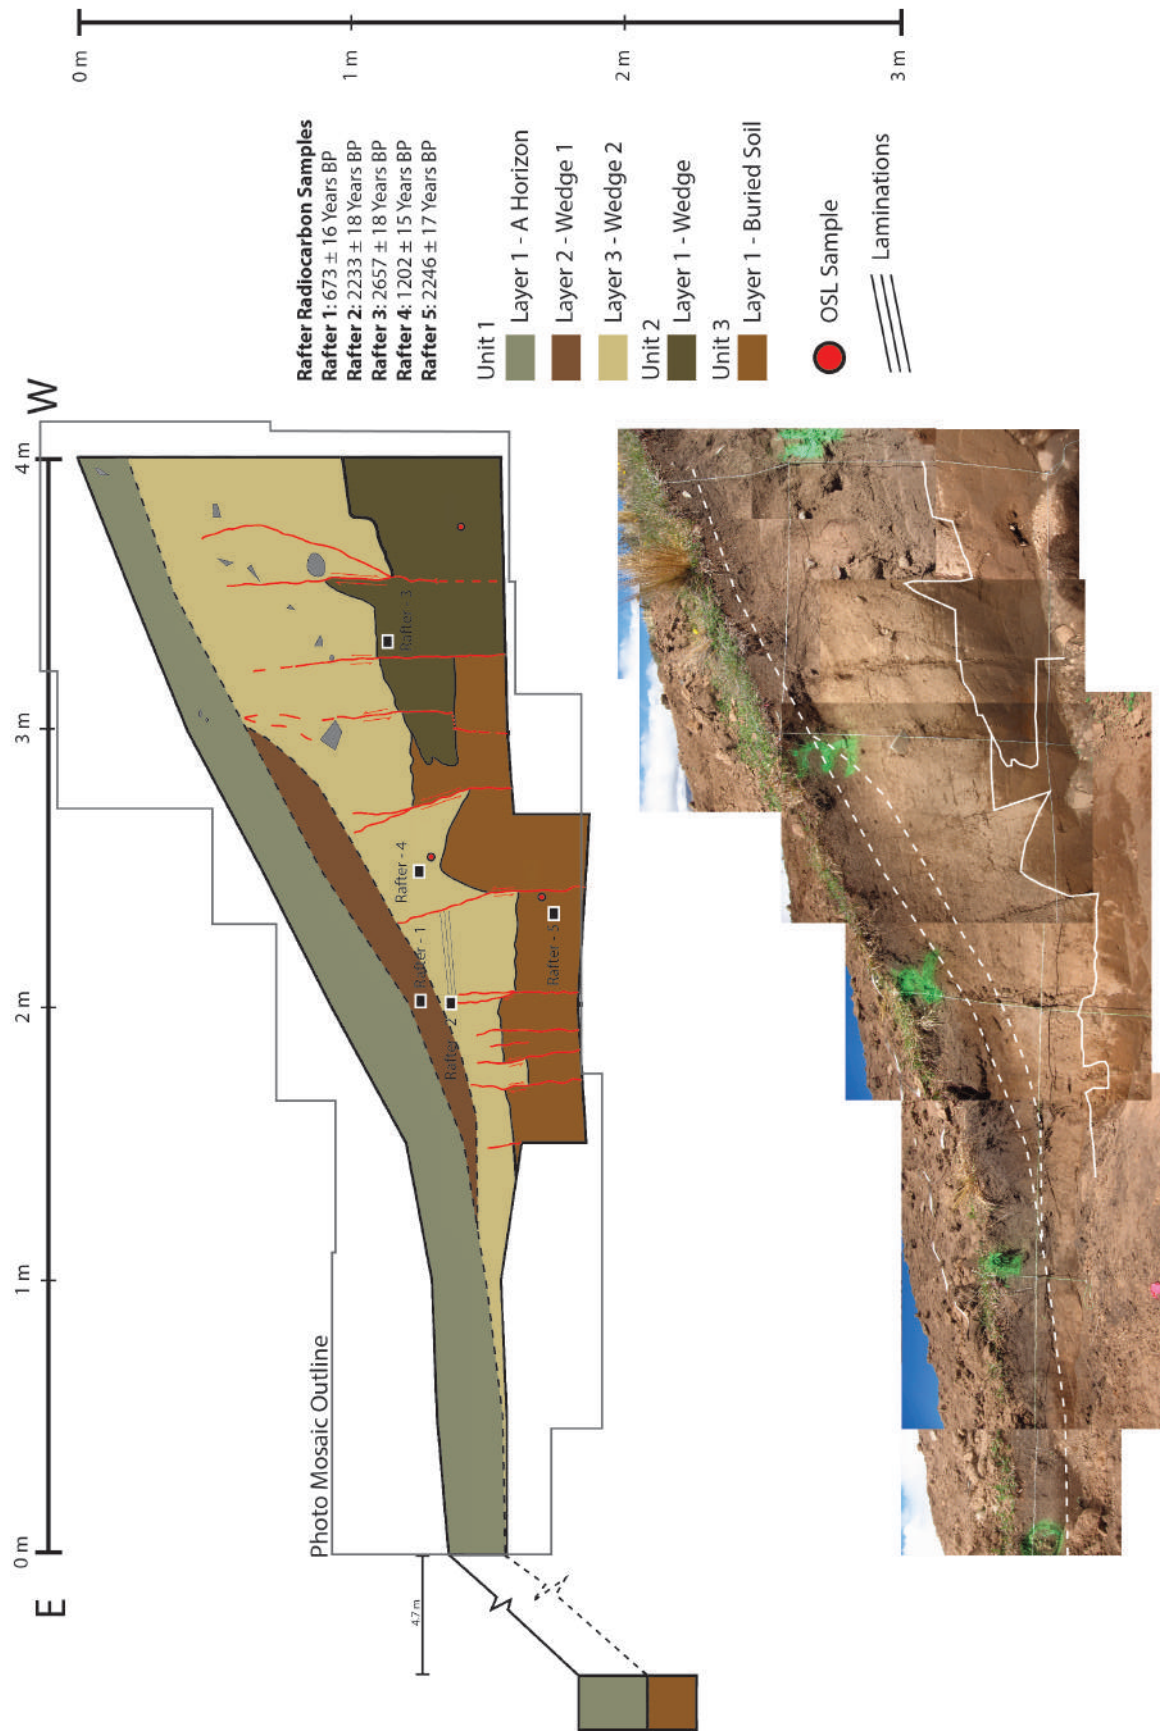 E
W
0 m
1 m
2 m
3 m
4 m
0 m
1 m
2 m
3 m
Photo Mosaic Outline
4.7 m
Rafter - 1
Rafter - 2
Rafter - 3
Rafter - 4
Rafter - 5
Rafter Radiocarbon Samples
Rafter 1: 673 ± 16 Years BP
Rafter 2: 2233 ± 18 Years BP
Rafter 3: 2657 ± 18 Years BP
Rafter 4: 1202 ± 15 Years BP
Rafter 5: 2246 ± 17 Years BP
Unit 1
Layer 1 - A Horizon
Layer 2 - Wedge 1
Layer 3 - Wedge 2
Unit 2
Layer 1 - Wedge
Unit 3
Layer 1 - Buried Soil
OSL Sample
Laminations